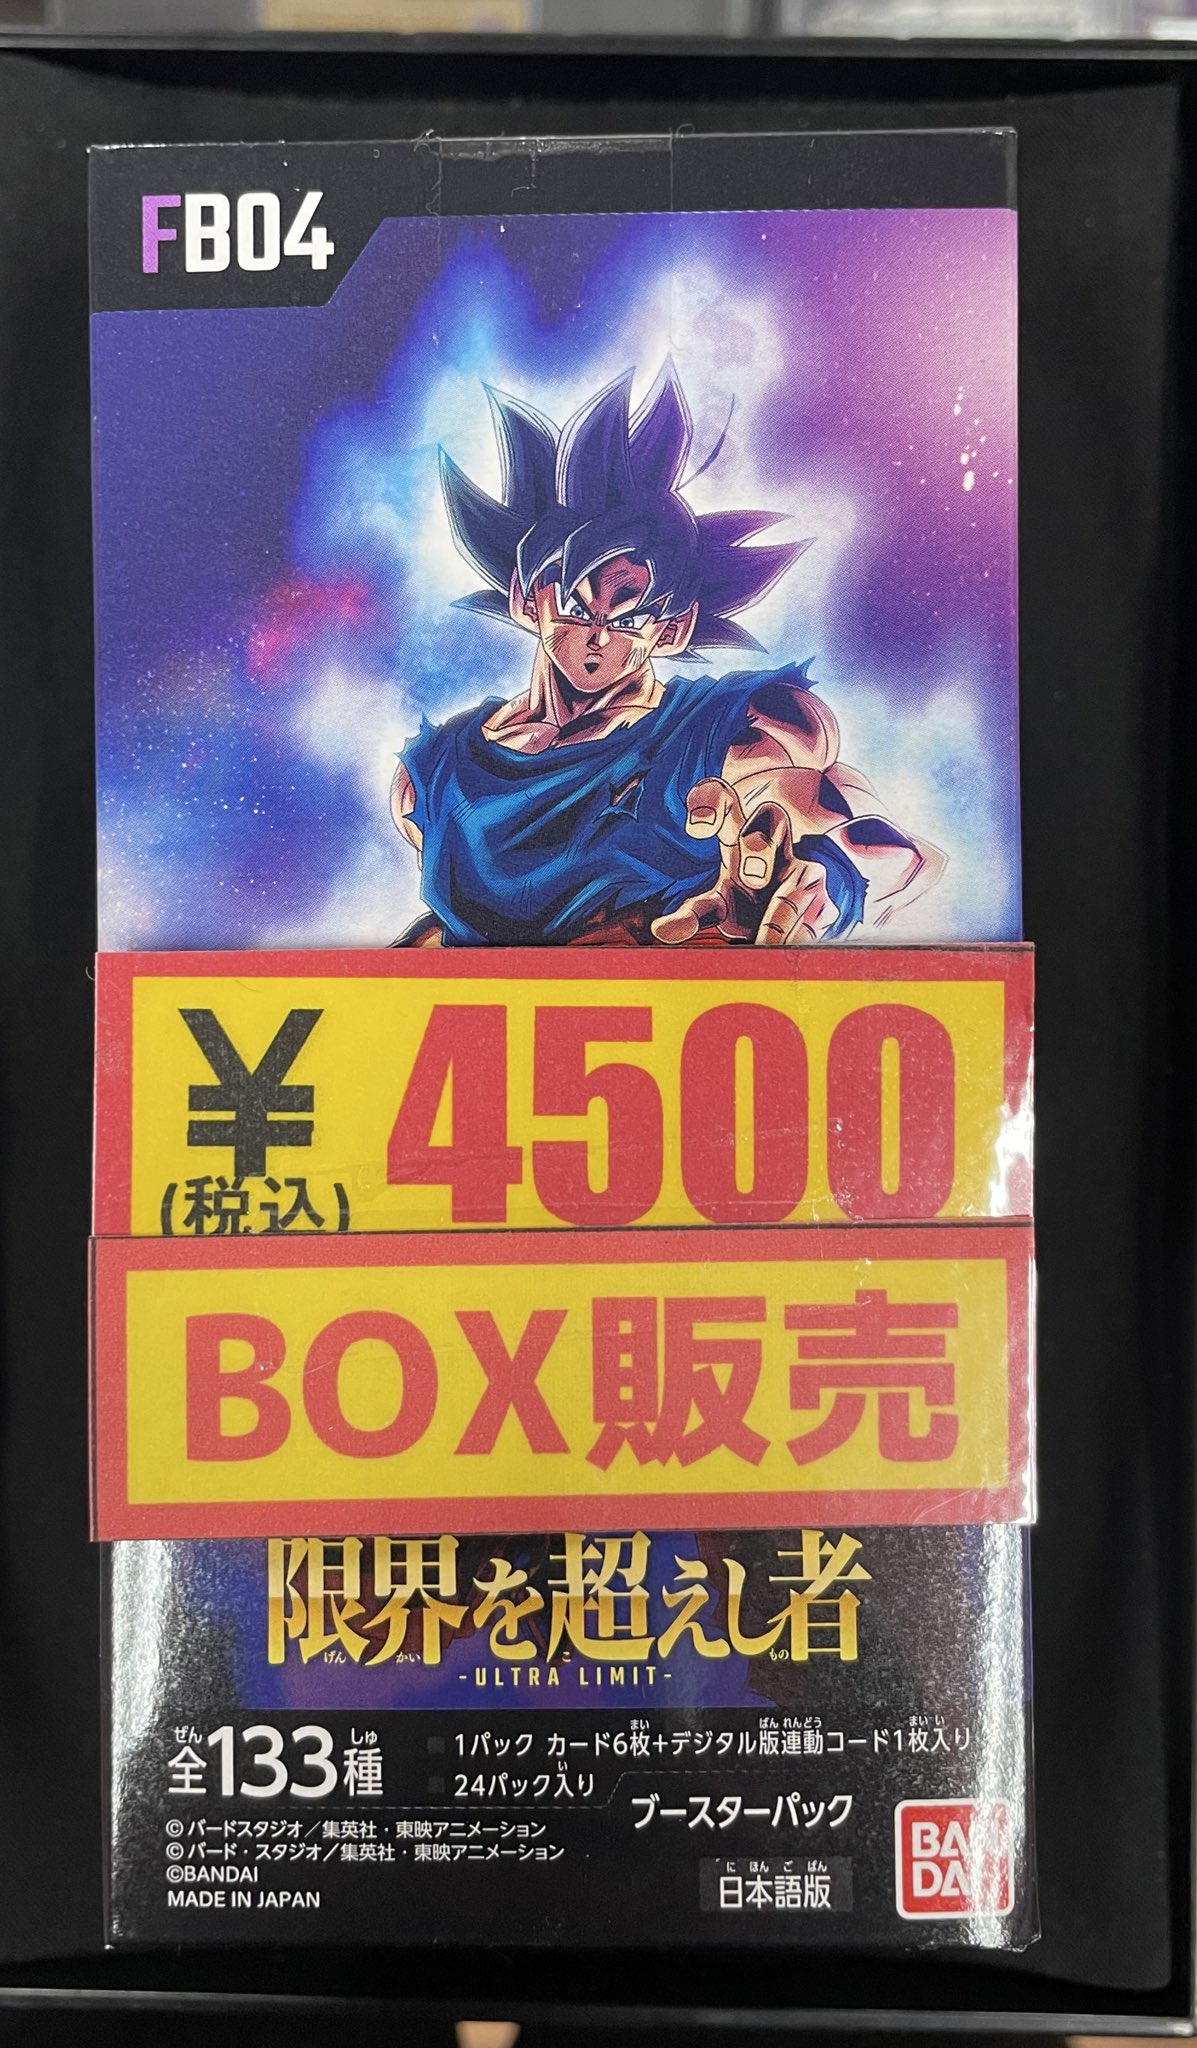 FB04
¥4500
(税込)
BOX販売
限界を超えし者
げん かい こ もの
-ULTRA LIMIT-
ぜん しゅ
全133種
まい ばんれんどう まいい
1パック カード6枚+デジタル版連動コード1枚入り
い
24パック入り
ブースターパック
©バードスタジオ／集英社・東映アニメーション
©バード・スタジオ／集英社・東映アニメーション
©BANDAI
MADE IN JAPAN
に ほん ご ばん
日本語版
BANDAI